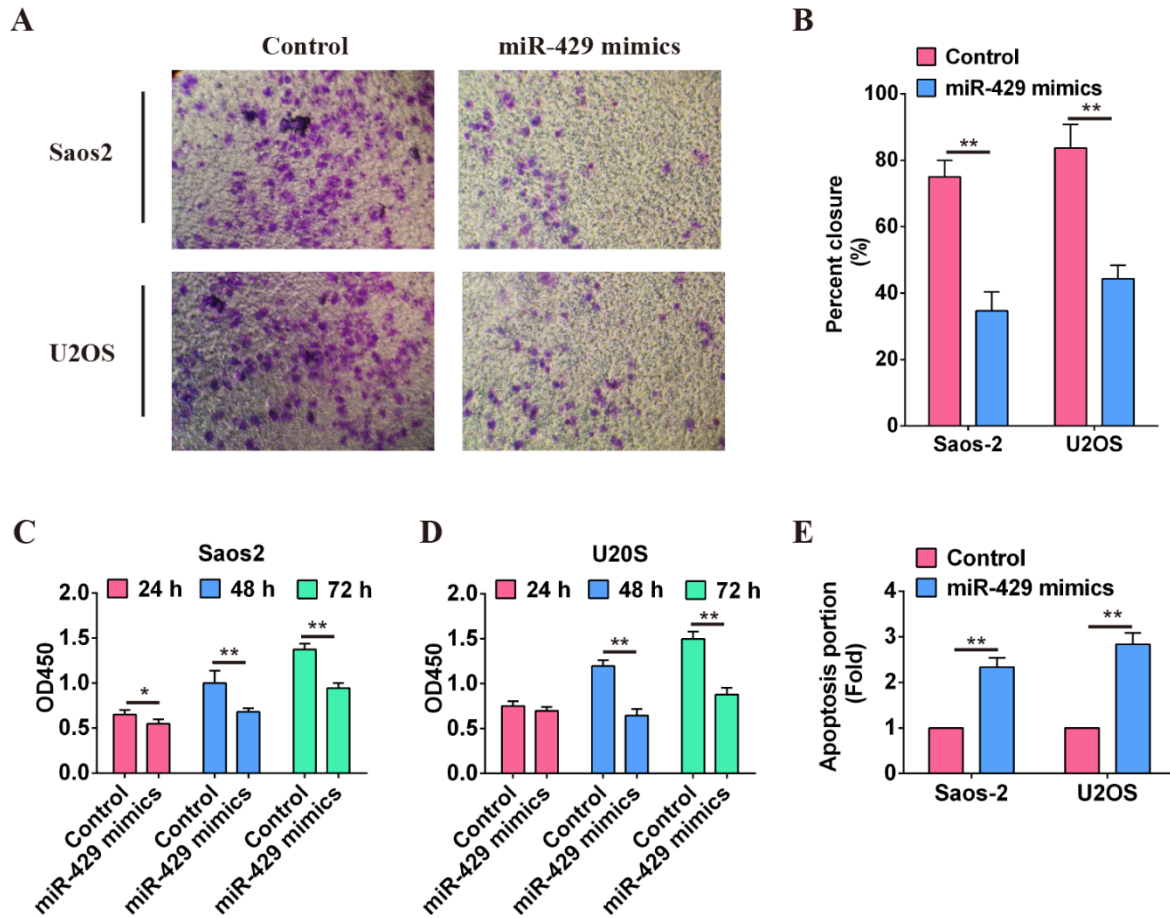 A
Control
miR-429 mimics
Saos2
U2OS
B
Control
miR-429 mimics
Percent closure
(%)
100
80
60
40
20
0
**
**
Saos-2
U2OS
C
Saos2
24 h
48 h
72 h
OD450
2.0
1.5
1.0
0.5
0.0
*
**
**
Control
miR-429 mimics
Control
miR-429 mimics
Control
miR-429 mimics
D
U20S
24 h
48 h
72 h
OD450
2.0
1.5
1.0
0.5
0.0
**
**
Control
miR-429 mimics
Control
miR-429 mimics
Control
miR-429 mimics
E
Control
miR-429 mimics
Apoptosis portion
(Fold)
4
3
2
1
0
**
**
Saos-2
U2OS